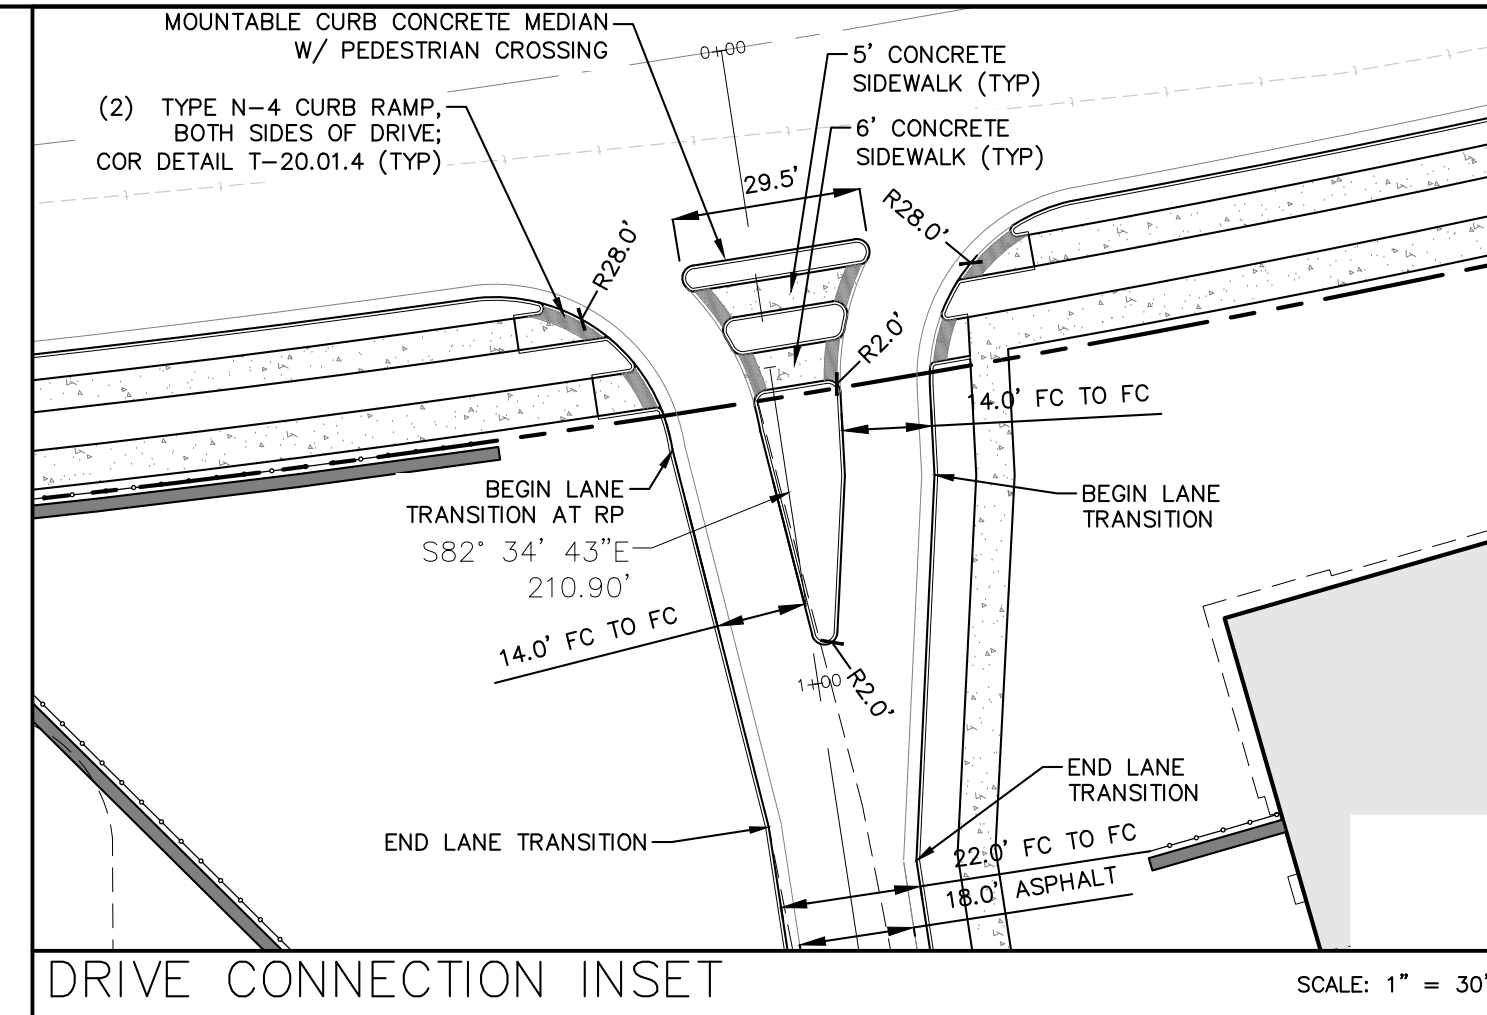 MOUNTABLE CURB CONCRETE MEDIAN
W/ PEDESTRIAN CROSSING
0+00
5' CONCRETE
SIDEWALK (TYP)
(2) TYPE N-4 CURB RAMP,
BOTH SIDES OF DRIVE;
COR DETAIL T-20.01.4 (TYP)
6' CONCRETE
SIDEWALK (TYP)
29.5'
R28.0'
R28.0'
R2.0'
14.0' FC TO FC
BEGIN LANE
TRANSITION AT RP
BEGIN LANE
TRANSITION
S82° 34' 43"E
210.90'
14.0' FC TO FC
1+00
R2.0'
END LANE
TRANSITION
END LANE TRANSITION
22.0' FC TO FC
18.0' ASPHALT
DRIVE CONNECTION INSET
SCALE: 1" = 30'